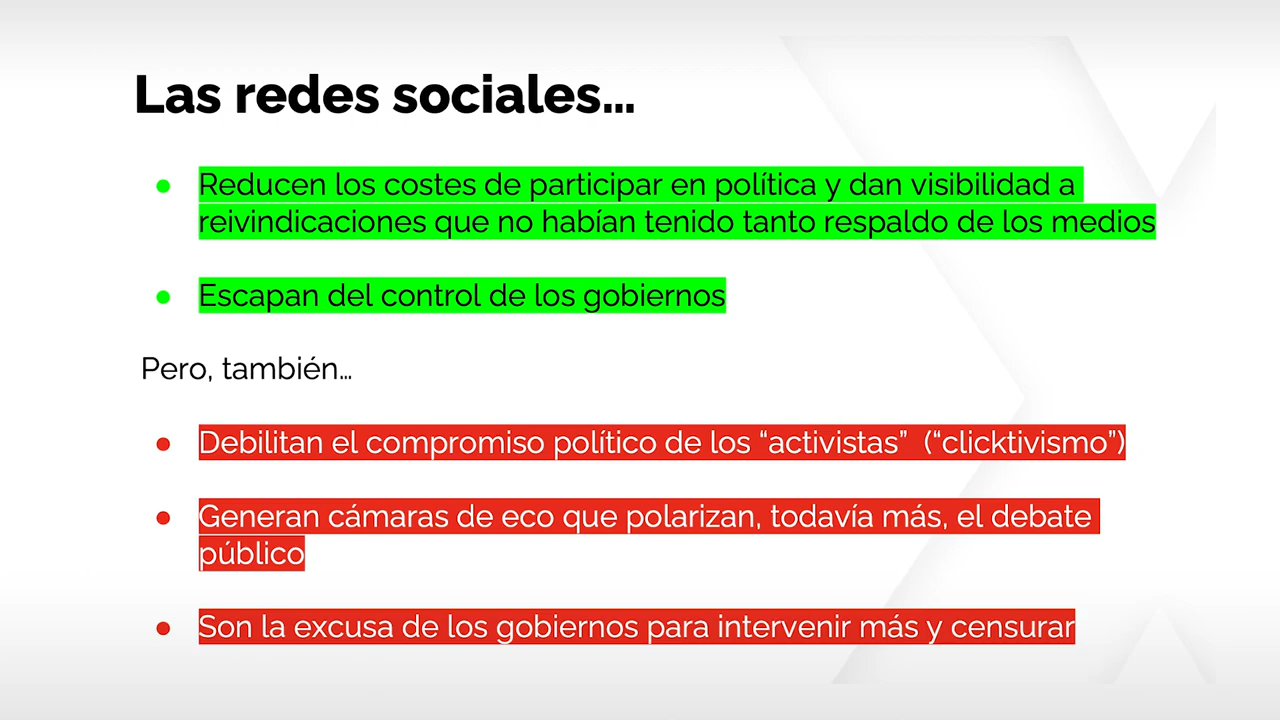 Las redes sociales…
● Reducen los costes de participar en política y dan visibilidad a
reivindicaciones que no habían tenido tanto respaldo de los medios
● Escapan del control de los gobiernos
Pero, también…
● Debilitan el compromiso político de los “activistas”  (“clicktivismo”)
● Generan cámaras de eco que polarizan, todavía más, el debate
público
● Son la excusa de los gobiernos para intervenir más y censurar